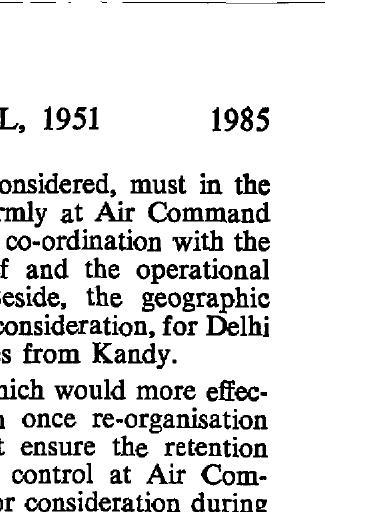 L, 1951 1985
onsidered, must in the
rmly at Air Command
co-ordination with the
f and the operational
eside, the geographic
consideration, for Delhi
s from Kandy.
hich would more effec-
n once re-organisation
t ensure the retention
control at Air Com-
or consideration during